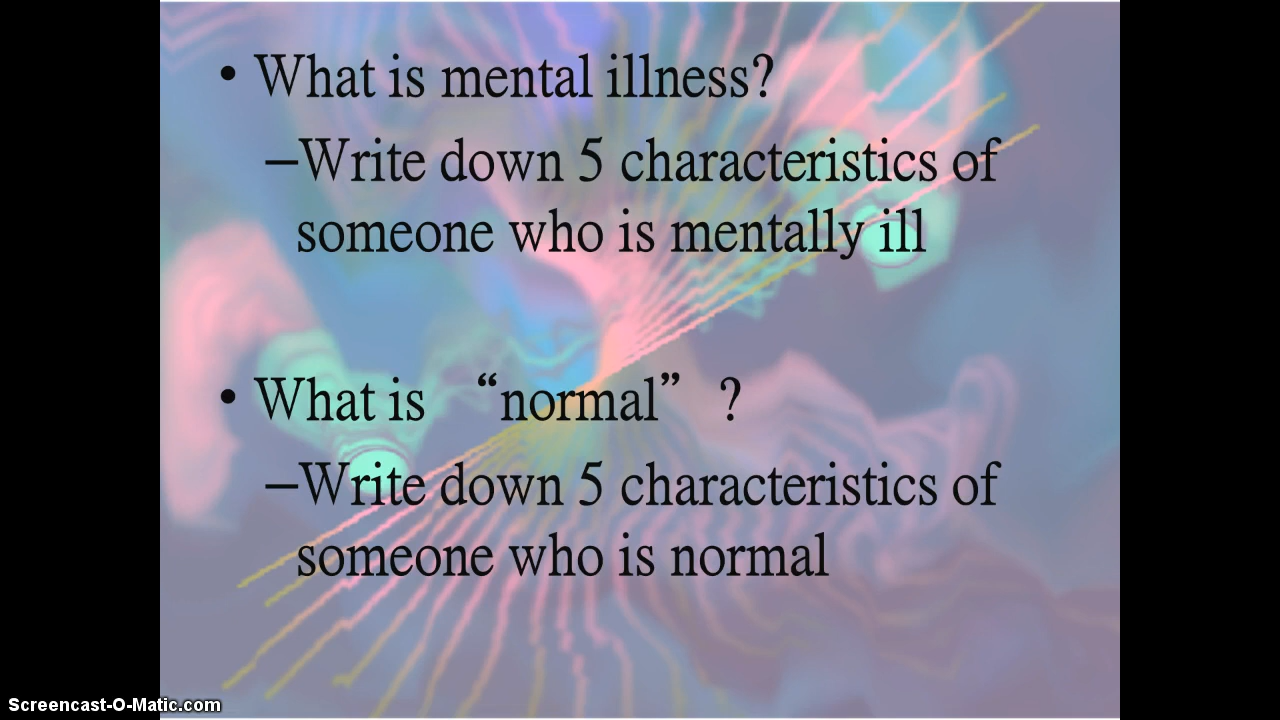 • What is mental illness?
–Write down 5 characteristics of
someone who is mentally ill
• What is “normal” ?
–Write down 5 characteristics of
someone who is normal
Screencast-O-Matic.com